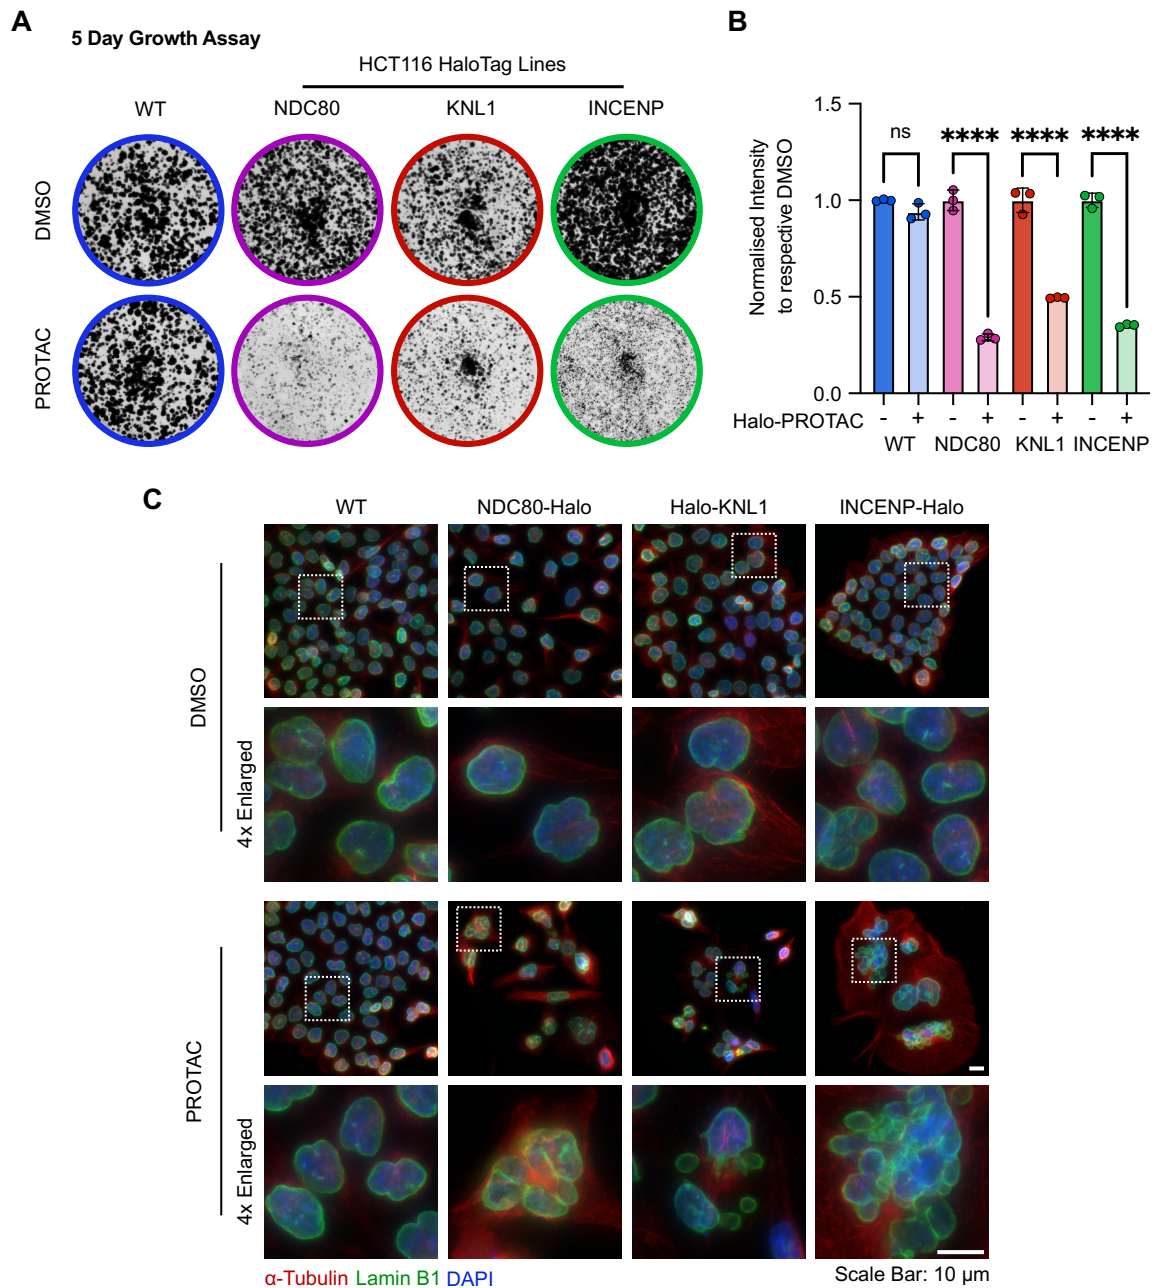 A
5 Day Growth Assay
HCT116 HaloTag Lines
WT NDC80 KNL1 INCENP
DMSO
PROTAC
B
Normalised Intensity
to respective DMSO
1.5
1.0
0.5
0.0
ns **** **** ****
Halo-PROTAC - + - + - + - +
WT NDC80 KNL1 INCENP
C
WT NDC80-Halo Halo-KNL1 INCENP-Halo
DMSO
4x Enlarged
PROTAC
4x Enlarged
α-Tubulin Lamin B1 DAPI
Scale Bar: 10 μm